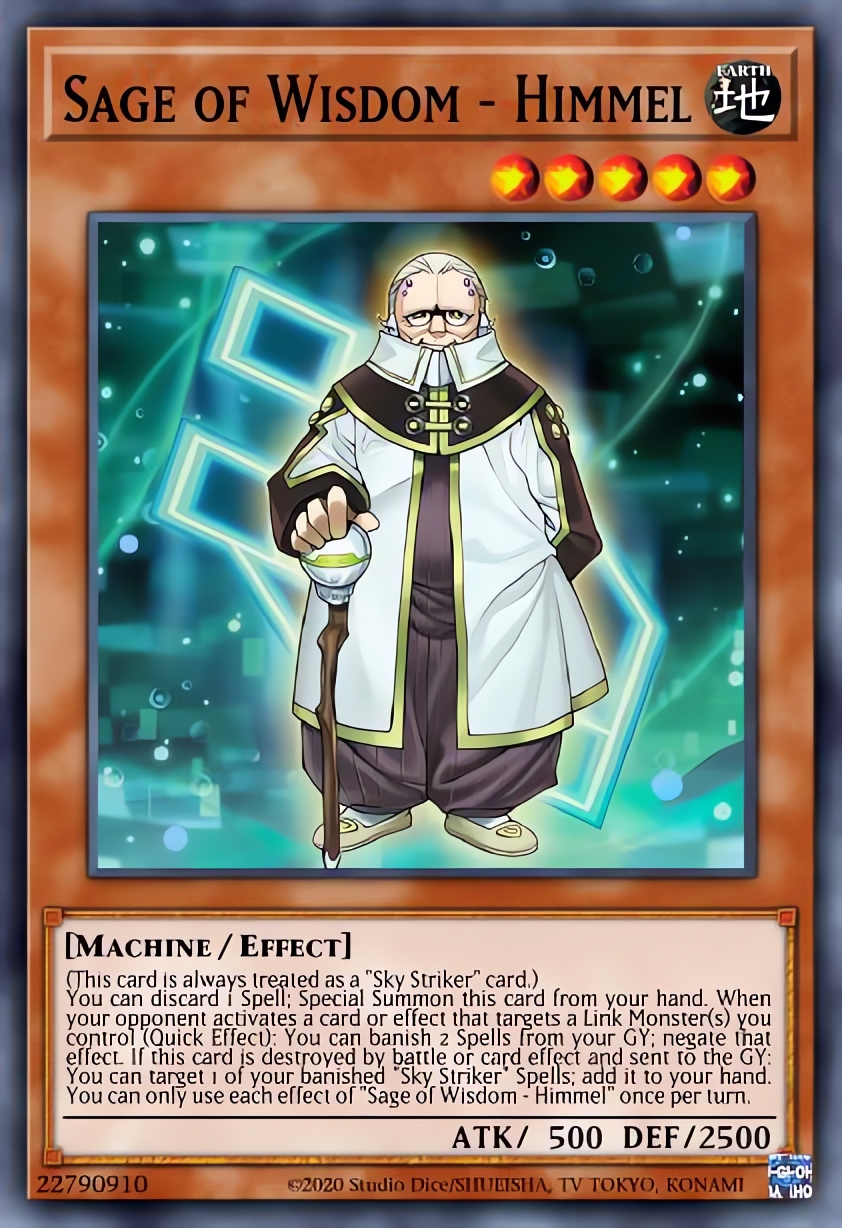 Sage of Wisdom - Himmel
EARTH
地
[Machine / Effect]
(This card is always treated as a "Sky Striker" card.)
You can discard 1 Spell; Special Summon this card from your hand. When
your opponent activates a card or effect that targets a Link Monster(s) you
control (Quick Effect): You can banish 2 Spells from your GY; negate that
effect. If this card is destroyed by battle or card effect and sent to the GY:
You can target 1 of your banished "Sky Striker" Spells; add it to your hand.
You can only use each effect of "Sage of Wisdom - Himmel" once per turn.
ATK/ 500 DEF/2500
22790910
©2020 Studio Dice/SHUEISHA, TV TOKYO, KONAMI